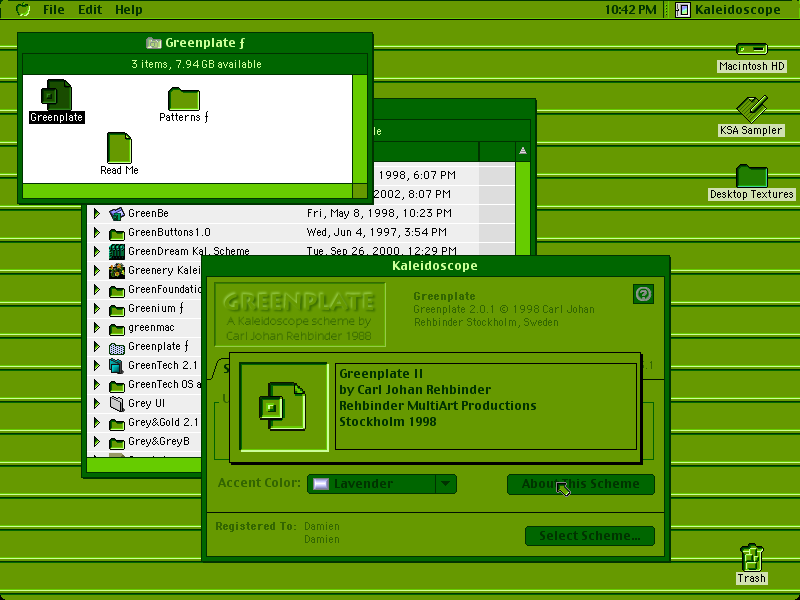 File Edit Help
10:42 PM Kaleidoscope
Greenplate ƒ
3 items, 7.94 GB available
Greenplate
Patterns ƒ
Read Me
Macintosh HD
KSA Sampler
Desktop Textures
Trash
1998, 6:07 PM
2002, 8:07 PM
GreenBe Fri, May 8, 1998, 10:23 PM
GreenButtons1.0 Wed, Jun 4, 1997, 3:54 PM
GreenDream Kal. Scheme Tue, Sep 26, 2000, 12:29 PM
Greenery Kalei
GreenFoundatio
Greenium ƒ
greenmac
Greenplate ƒ
GreenTech 2.1
GreenTech OS a
Grey UI
Grey&Gold 2.1
Grey&GreyB
Kaleidoscope
GREENPLATE
A Kaleidoscope scheme by
Carl Johan Rehbinder 1988
Greenplate
Greenplate 2.0.1 © 1998 Carl Johan
Rehbinder Stockholm, Sweden
Greenplate II
by Carl Johan Rehbinder
Rehbinder MultiArt Productions
Stockholm 1998
Accent Color: Lavender
About This Scheme
Registered To: Damien
Damien
Select Scheme...